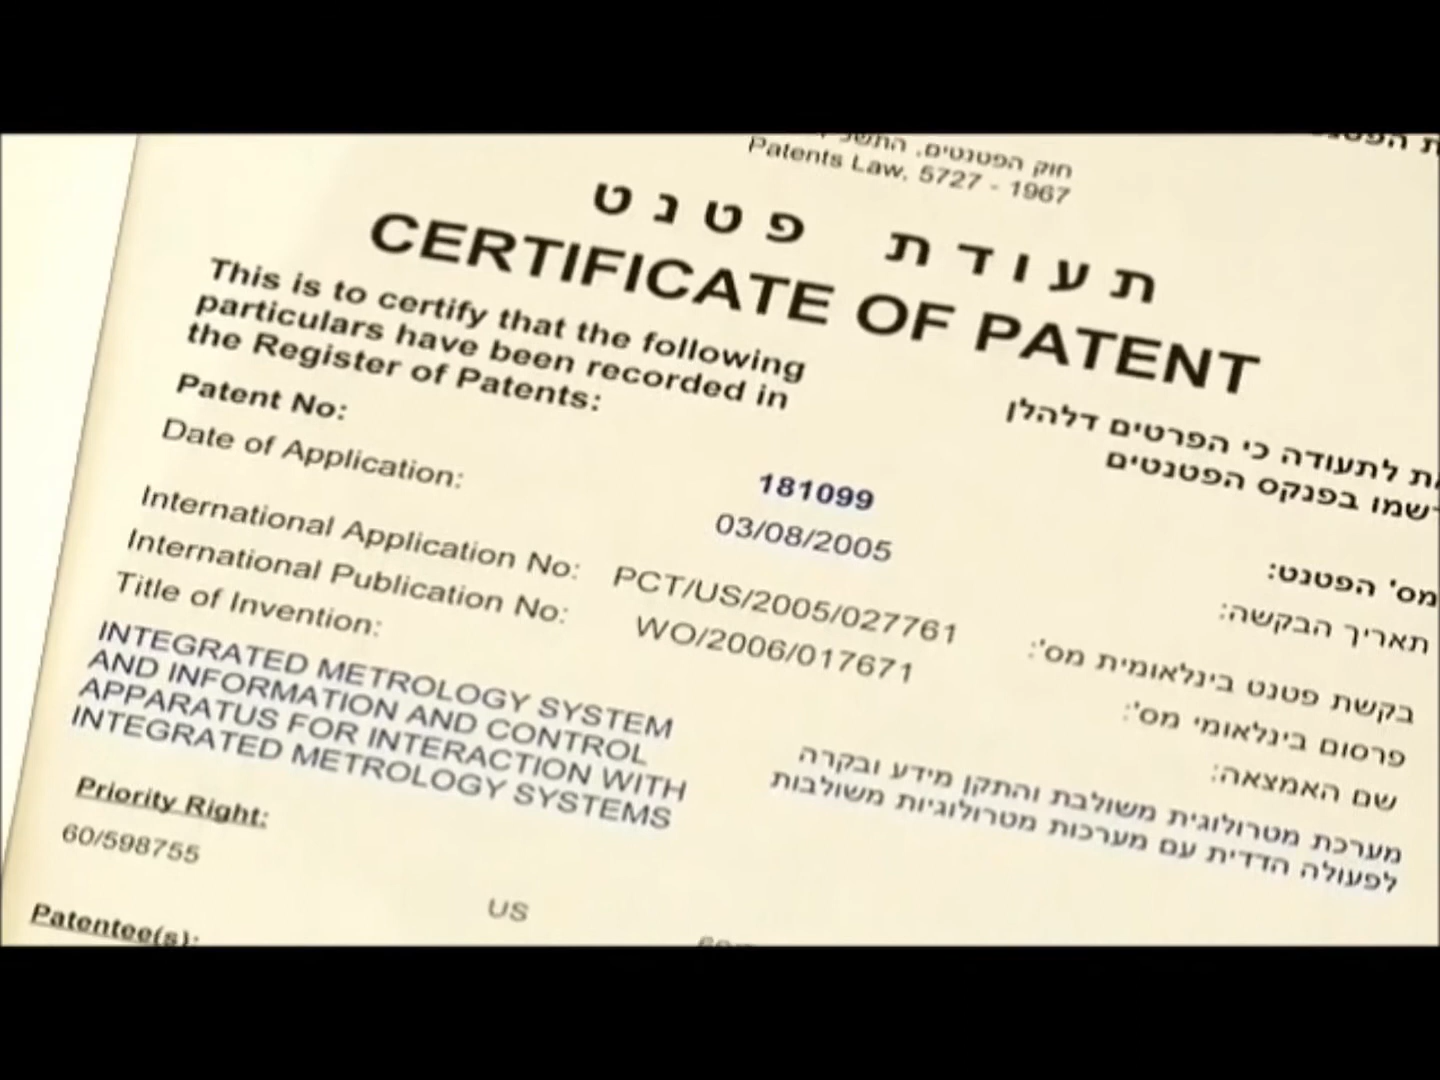 ת הפטנ
חוק הפטנטים, התשכ
Patents Law, 5727 - 1967
תעודת פטנט
CERTIFICATE OF PATENT
This is to certify that the following
particulars have been recorded in
the Register of Patents:
ת לתעודה כי הפרטים דלהלן
שמו בפנקס הפטנטים
Patent No:
181099
מס' הפטנט:
Date of Application:
03/08/2005
תאריך הבקשה:
International Application No:
PCT/US/2005/027761
בקשת פטנט בינלאומית מס':
International Publication No:
WO/2006/017671
פרסום בינלאומי מס':
Title of Invention:
שם האמצאה:
INTEGRATED METROLOGY SYSTEM
AND INFORMATION AND CONTROL
APPARATUS FOR INTERACTION WITH
INTEGRATED METROLOGY SYSTEMS
מערכת מטרולוגית משולבת והתקן מידע ובקרה
לפעולה הדדית עם מערכות מטרולוגיות משולבות
Priority Right:
60/598755
US
Patentee(s):